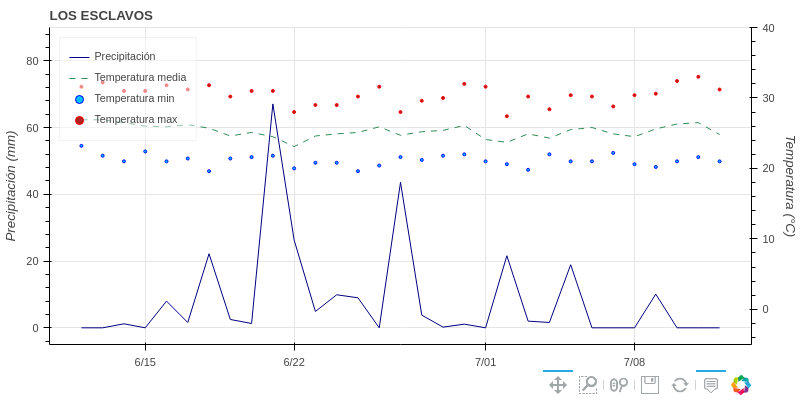 LOS ESCLAVOS
Precipitación
Temperatura media
Temperatura min
Temperatura max
Precipitación (mm)
80
60
40
20
0
Temperatura (°C)
40
30
20
10
0
6/15
6/22
7/01
7/08